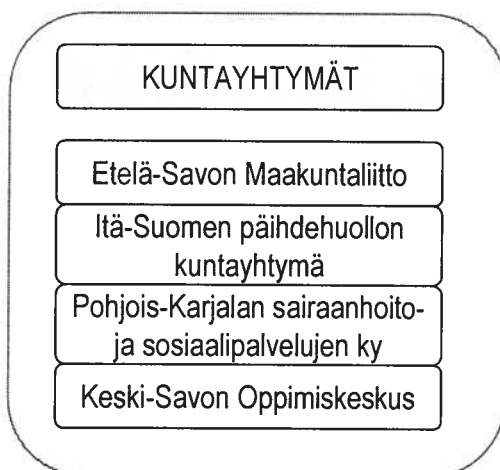 KUNTAYHTYMÄT
Etelä-Savon Maakuntaliitto
Itä-Suomen päihdehuollon
kuntayhtymä
Pohjois-Karjalan sairaanhoito-
ja sosiaalipalvelujen ky
Keski-Savon Oppimiskeskus